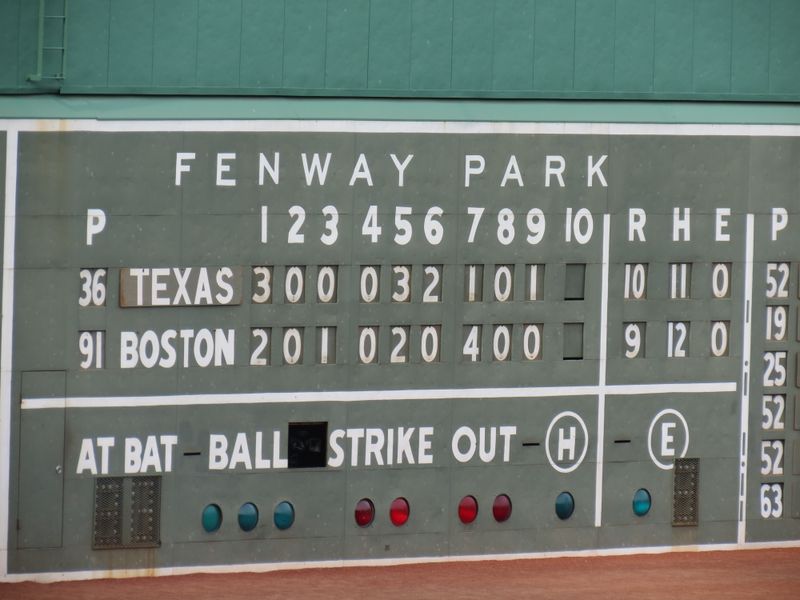 FENWAY PARK
P 1 2 3 4 5 6 7 8 9 10 R H E P
36 TEXAS 3 0 0 0 3 2 1 0 1 10 11 0 52
91 BOSTON 2 0 1 0 2 0 4 0 0 9 12 0 19
25
52
AT BAT BALL STRIKE OUT H E 52
63